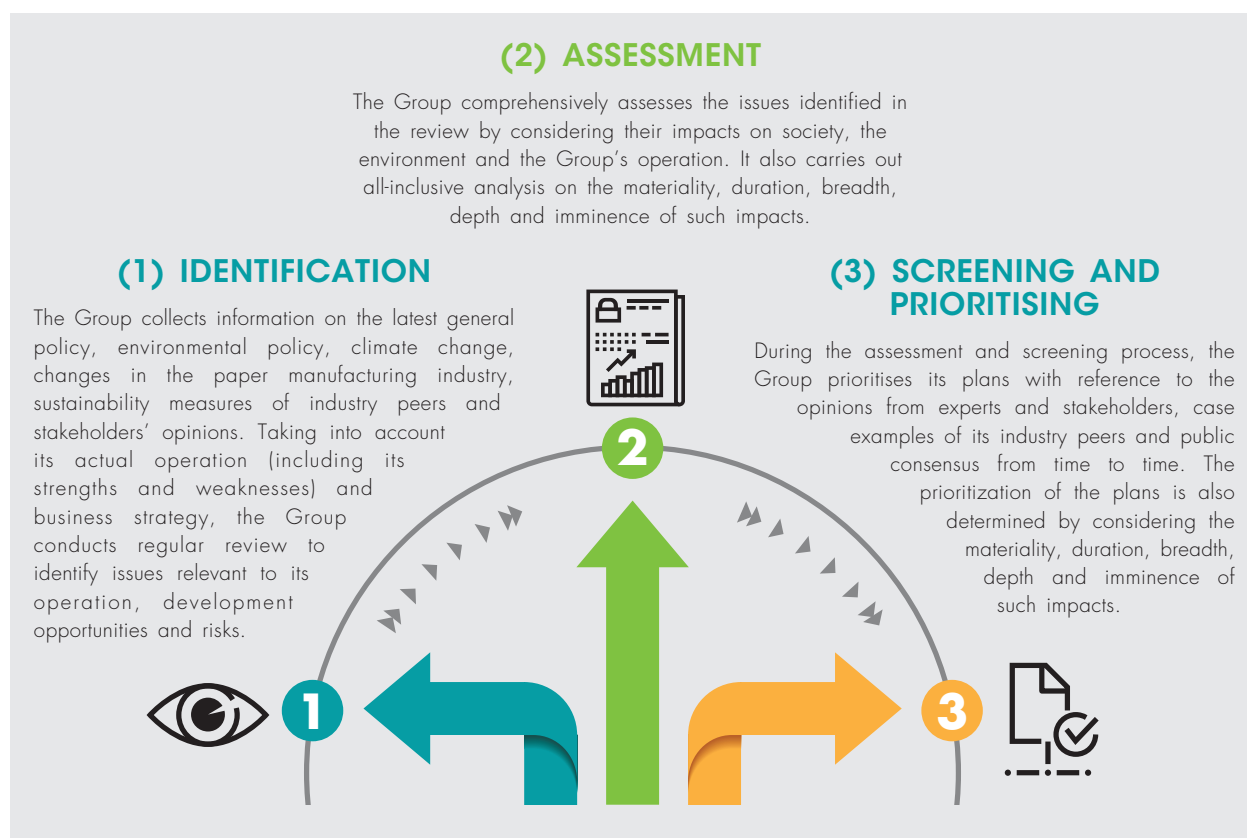 (2) ASSESSMENT
The Group comprehensively assesses the issues identified in
the review by considering their impacts on society, the
environment and the Group's operation. It also carries out
all-inclusive analysis on the materiality, duration, breadth,
depth and imminence of such impacts.
(1) IDENTIFICATION
The Group collects information on the latest general
policy, environmental policy, climate change,
changes in the paper manufacturing industry,
sustainability measures of industry peers and
stakeholders' opinions. Taking into account
its actual operation (including its
strengths and weaknesses) and
business strategy, the Group
conducts regular review to
identify issues relevant to its
operation, development
opportunities and risks.
(3) SCREENING AND
PRIORITISING
During the assessment and screening process, the
Group prioritises its plans with reference to the
opinions from experts and stakeholders, case
examples of its industry peers and public
consensus from time to time. The
prioritization of the plans is also
determined by considering the
materiality, duration, breadth,
depth and imminence of
such impacts.
2
1
3